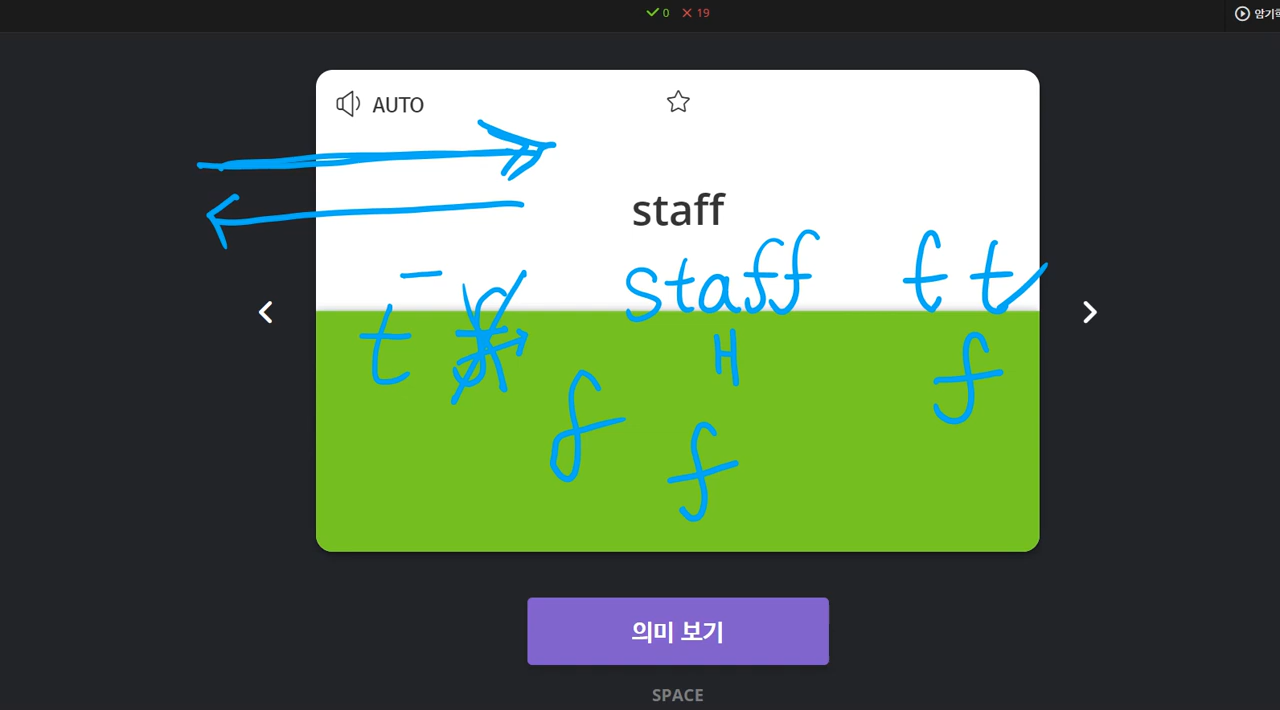 0 19
AUTO
staff
staff t t
t f H f
f f
의미 보기
SPACE